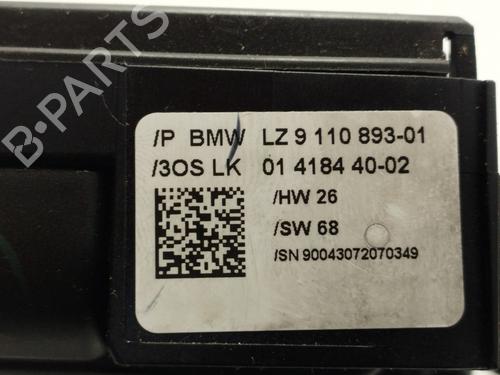 /P BMW LZ 9 110 893-01
/3OS LK 01 4184 40-02
/HW 26
/SW 68
/SN 90043072070349
B-PARTS